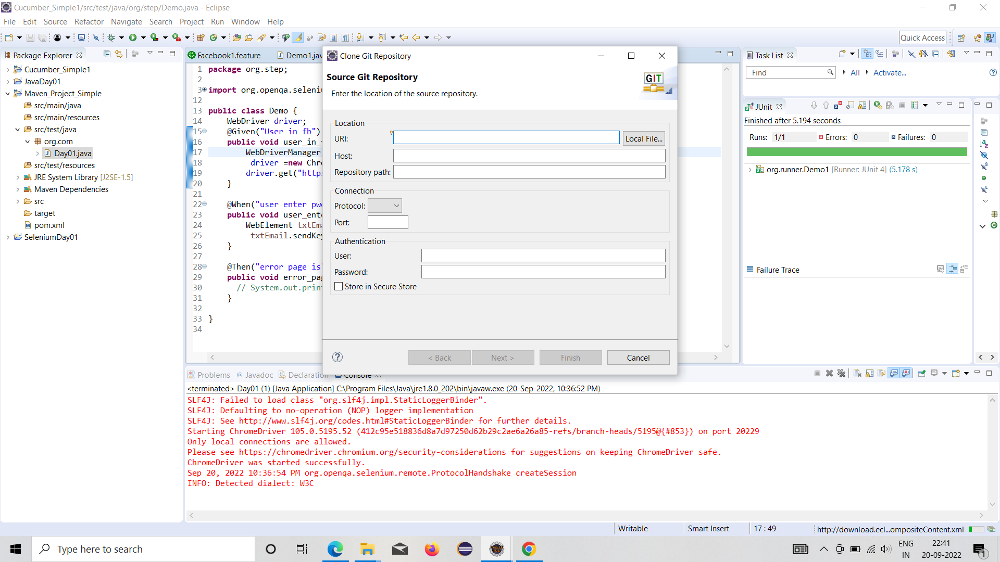 Cucumber_Simple1/src/test/java/org/step/Demo.java - Eclipse
File Edit Source Refactor Navigate Search Project Run Window Help
Quick Access
Package Explorer
Cucumber_Simple1
JavaDay01
Maven_Project_Simple
src/main/java
src/main/resources
src/test/java
org.com
Day01.java
src/test/resources
JRE System Library [J2SE-1.5]
Maven Dependencies
src
target
pom.xml
SeleniumDay01
Facebook1.feature
Demo1.jav
1 package org.step;
2
3 import org.openqa.seleni
12
13 public class Demo {
14 WebDriver driver;
15 @Given("User in fb")
16 public void user_in_
17 WebDriverManager
18 driver =new Chro
19 driver.get("http
20 }
21
22 @When("user enter pw
23 public void user_ent
24 WebElement txtEma
25 txtEmail.sendKey
26 }
27
28 @Then("error page is"
29 public void error_pag
30 // System.out.print
31 }
32
33 }
34
Clone Git Repository
Source Git Repository
Enter the location of the source repository.
GIT
Location
URI:
Local File...
Host:
Repository path:
Connection
Protocol:
Port:
Authentication
User:
Password:
Store in Secure Store
< Back
Next >
Finish
Cancel
Task List
Find
All
Activate...
JUnit
Finished after 5.194 seconds
Runs: 1/1 Errors: 0 Failures: 0
org.runner.Demo1 [Runner: JUnit 4] (5.178 s)
Failure Trace
Problems @ Javadoc Declaration Console
<terminated> Day01 (1) [Java Application] C:\Program Files\Java\jre1.8.0_202\bin\javaw.exe (20-Sep-2022, 10:36:52 PM)
SLF4J: Failed to load class "org.slf4j.impl.StaticLoggerBinder".
SLF4J: Defaulting to no-operation (NOP) logger implementation
SLF4J: See http://www.slf4j.org/codes.html#StaticLoggerBinder for further details.
Starting ChromeDriver 105.0.5195.52 (412c95e518836d8a7d97250d62b29c2ae6a26a85-refs/branch-heads/5195@{#853}) on port 20229
Only local connections are allowed.
Please see https://chromedriver.chromium.org/security-considerations for suggestions on keeping ChromeDriver safe.
ChromeDriver was started successfully.
Sep 20, 2022 10:36:54 PM org.openqa.selenium.remote.ProtocolHandshake createSession
INFO: Detected dialect: W3C
Writable
Smart Insert
17 : 49
http://download.ecl...ompositeContent.xml
Type here to search
ENG
IN
22:41
20-09-2022
1